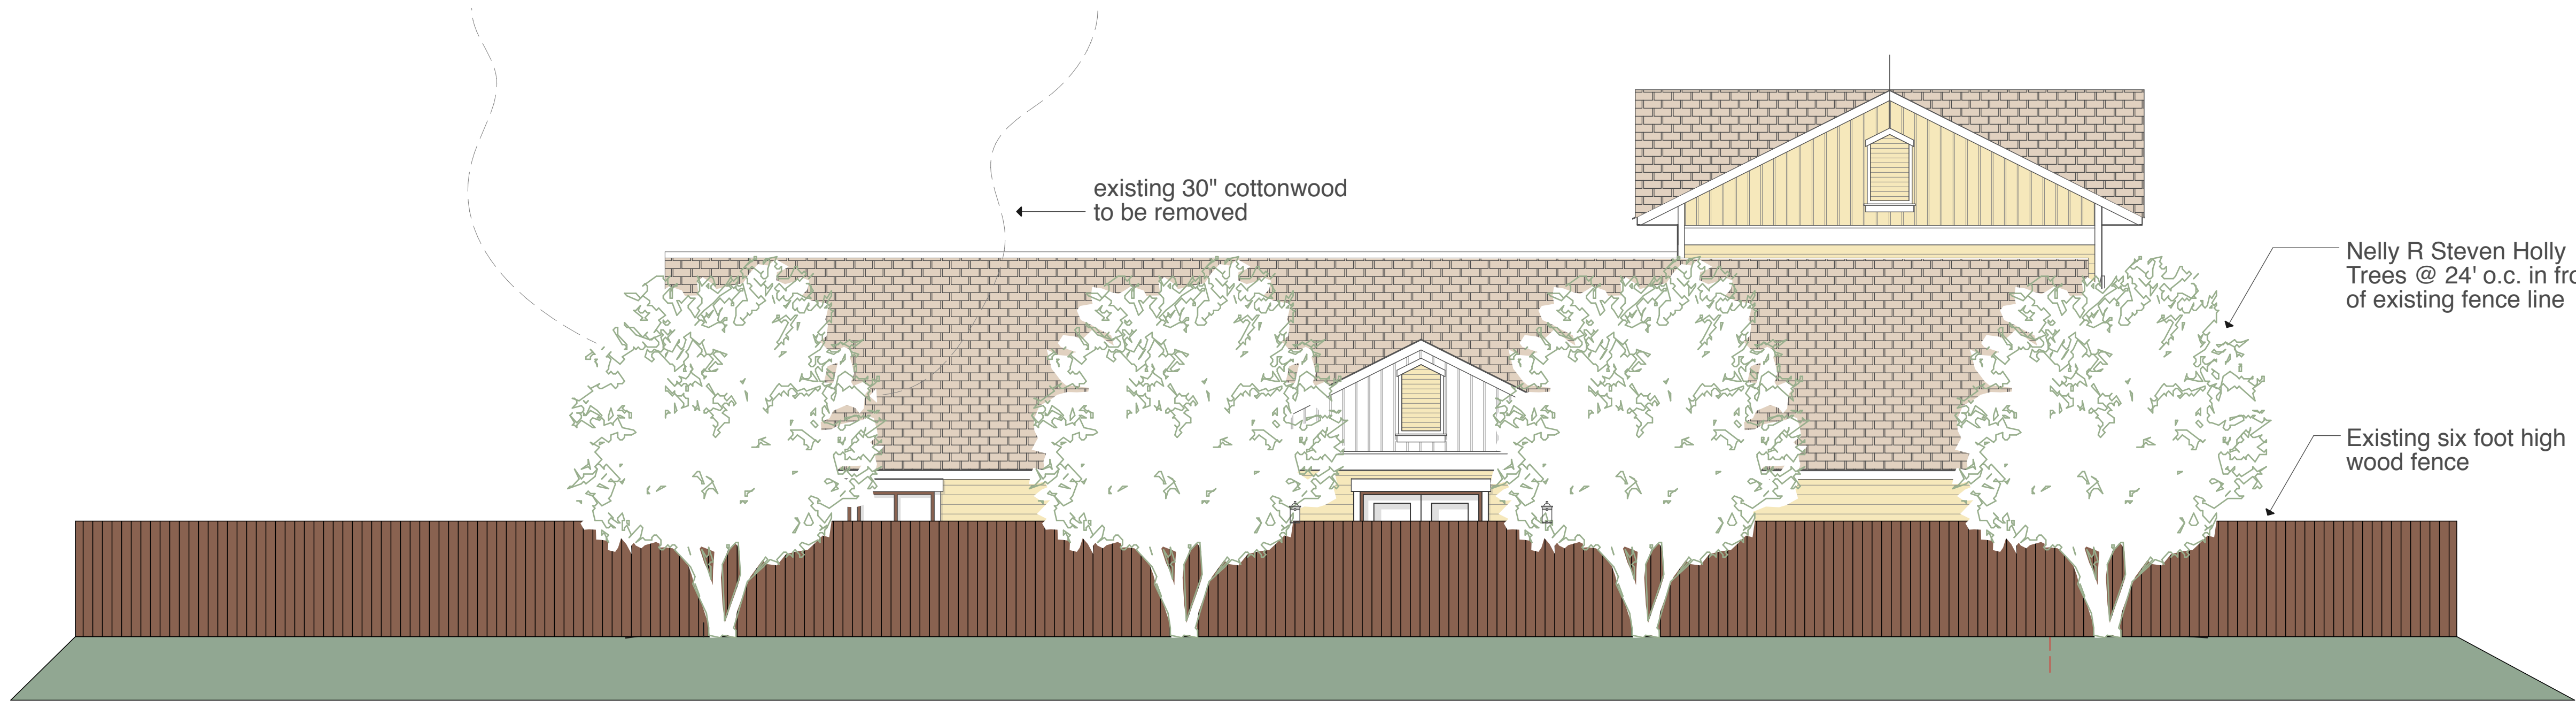 existing 30" cottonwood
to be removed
Nelly R Steven Holly
Trees @ 24' o.c. in fro
of existing fence line
Existing six foot high
wood fence